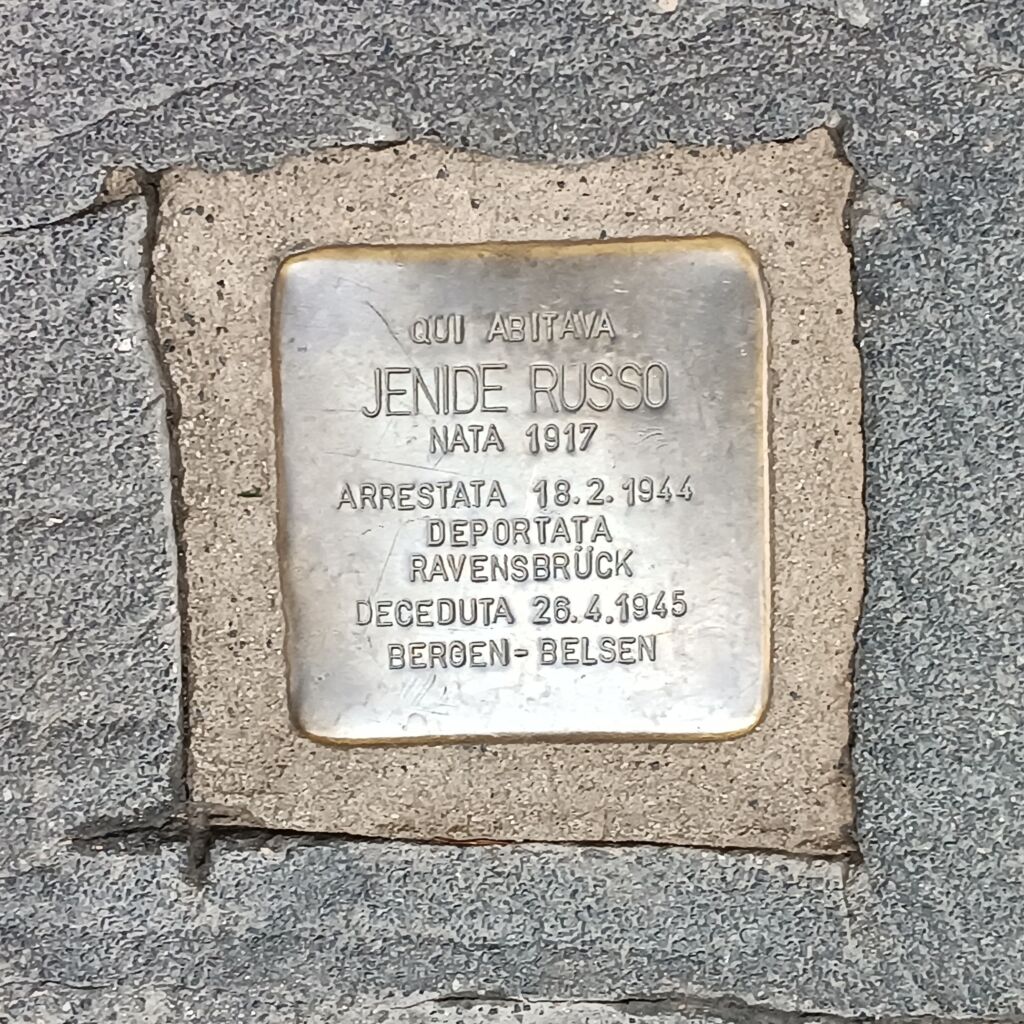 QUI ABITAVA
JENIDE RUSSO
NATA 1917
ARRESTATA 18.2.1944
DEPORTATA
RAVENSBRÜCK
DECEDUTA 26.4.1945
BERGEN-BELSEN